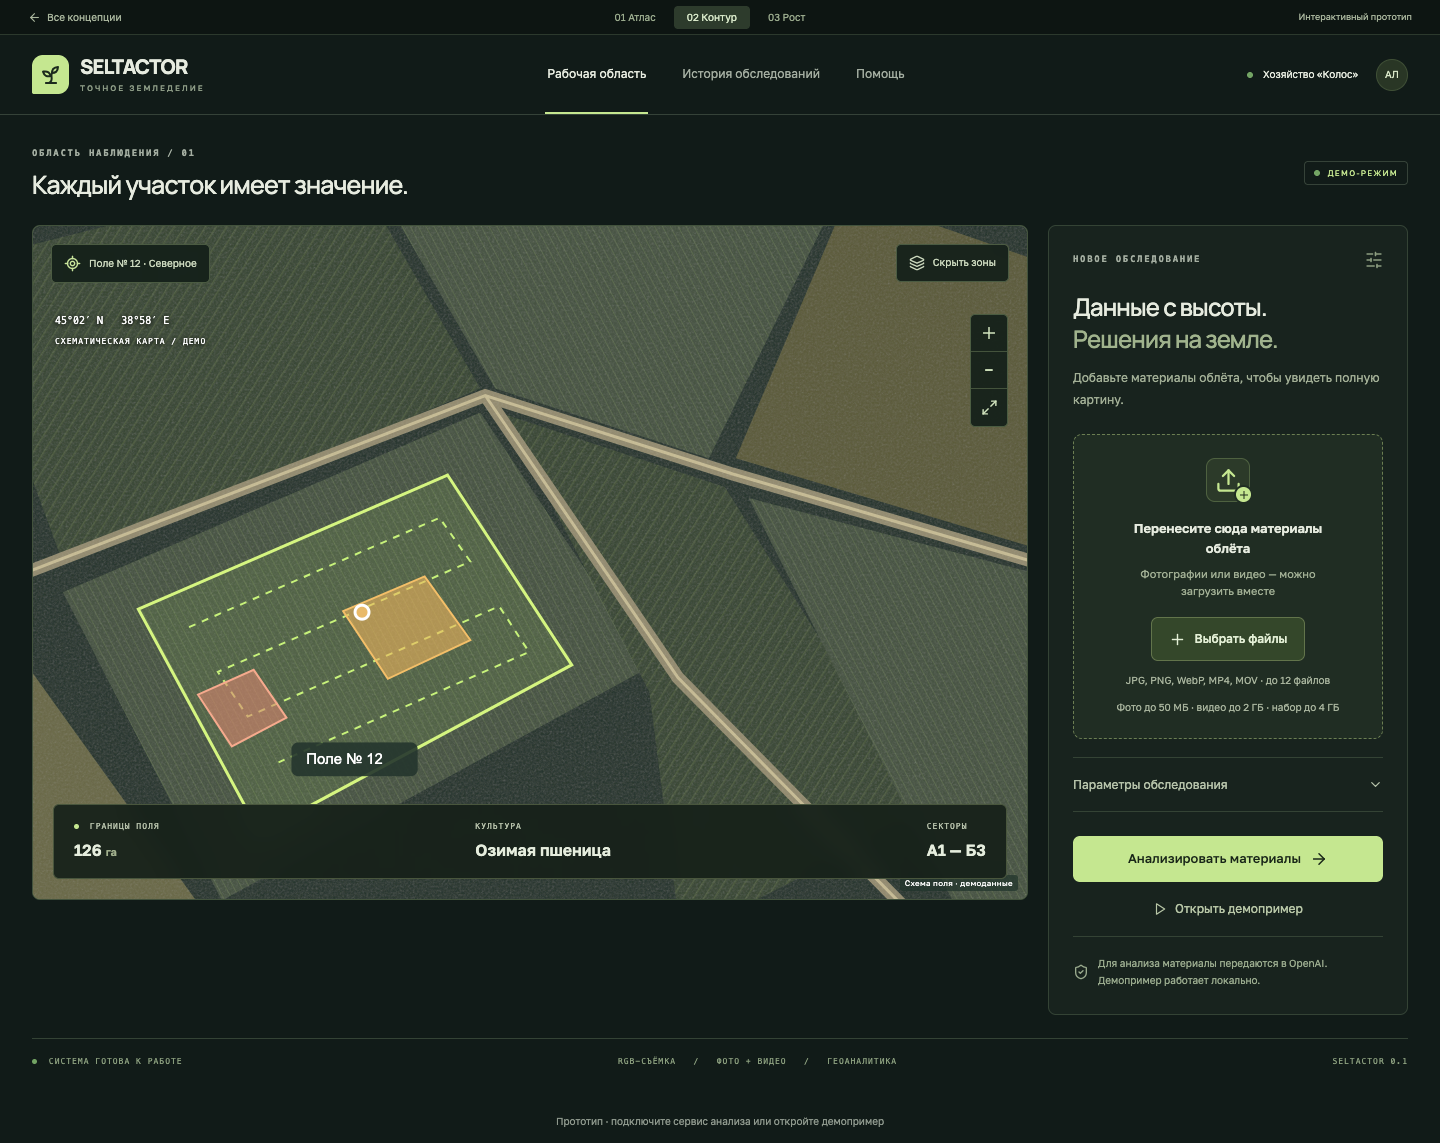 Все концепции
01 Атлас
02 Контур
03 Рост
Интерактивный прототип
SELTACTOR
ТОЧНОЕ ЗЕМЛЕДЕЛИЕ
Рабочая область
История обследований
Помощь
Хозяйство «Колос»
АЛ
ОБЛАСТЬ НАБЛЮДЕНИЯ / 01
Каждый участок имеет значение.
ДЕМО-РЕЖИМ
Поле № 12 · Северное
Скрыть зоны
45°02′ N 38°58′ E
СХЕМАТИЧЕСКАЯ КАРТА / ДЕМО
Поле № 12
ГРАНИЦЫ ПОЛЯ
126 га
КУЛЬТУРА
Озимая пшеница
СЕКТОРЫ
А1 — Б3
Схема поля · демоданные
НОВОЕ ОБСЛЕДОВАНИЕ
Данные с высоты.
Решения на земле.
Добавьте материалы облёта, чтобы увидеть полную
картину.
Перенесите сюда материалы
облёта
Фотографии или видео — можно
загрузить вместе
Выбрать файлы
JPG, PNG, WebP, MP4, MOV · до 12 файлов
Фото до 50 МБ · видео до 2 ГБ · набор до 4 ГБ
Параметры обследования
Анализировать материалы
Открыть демопример
Для анализа материалы передаются в OpenAI.
Демопример работает локально.
СИСТЕМА ГОТОВА К РАБОТЕ
RGB-СЪЁМКА / ФОТО + ВИДЕО / ГЕОАНАЛИТИКА
SELTACTOR 0.1
Прототип · подключите сервис анализа или откройте демопример